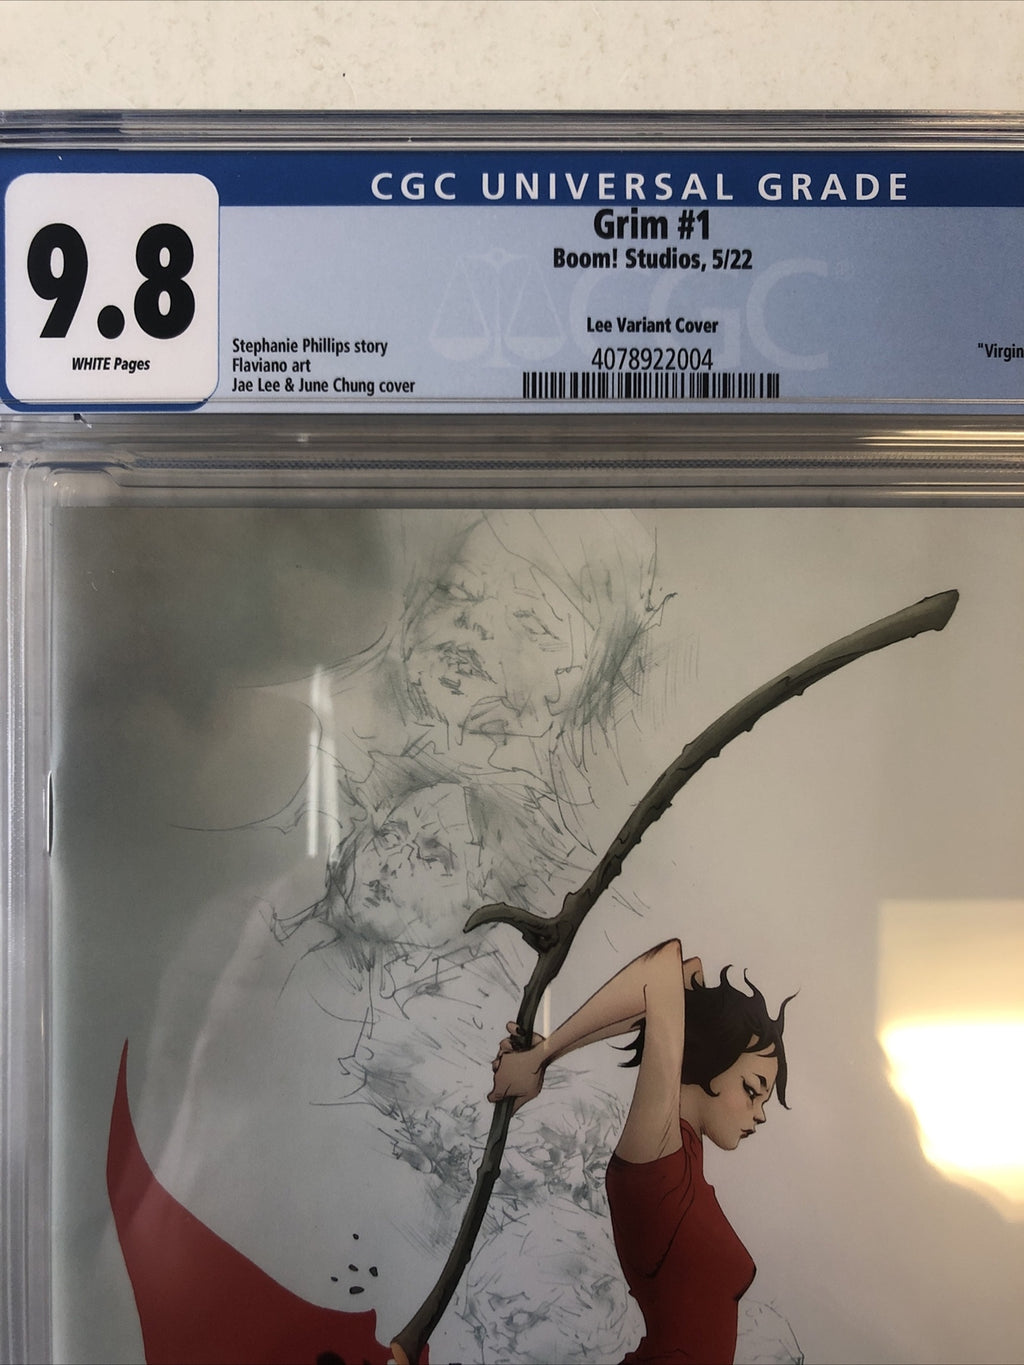 CGC UNIVERSAL GRADE
9.8
WHITE Pages
Grim #1
Boom! Studios, 5/22
Lee Variant Cover
4078922004
Stephanie Phillips story
Flaviano art
Jae Lee & June Chung cover
"Virgin
CGC